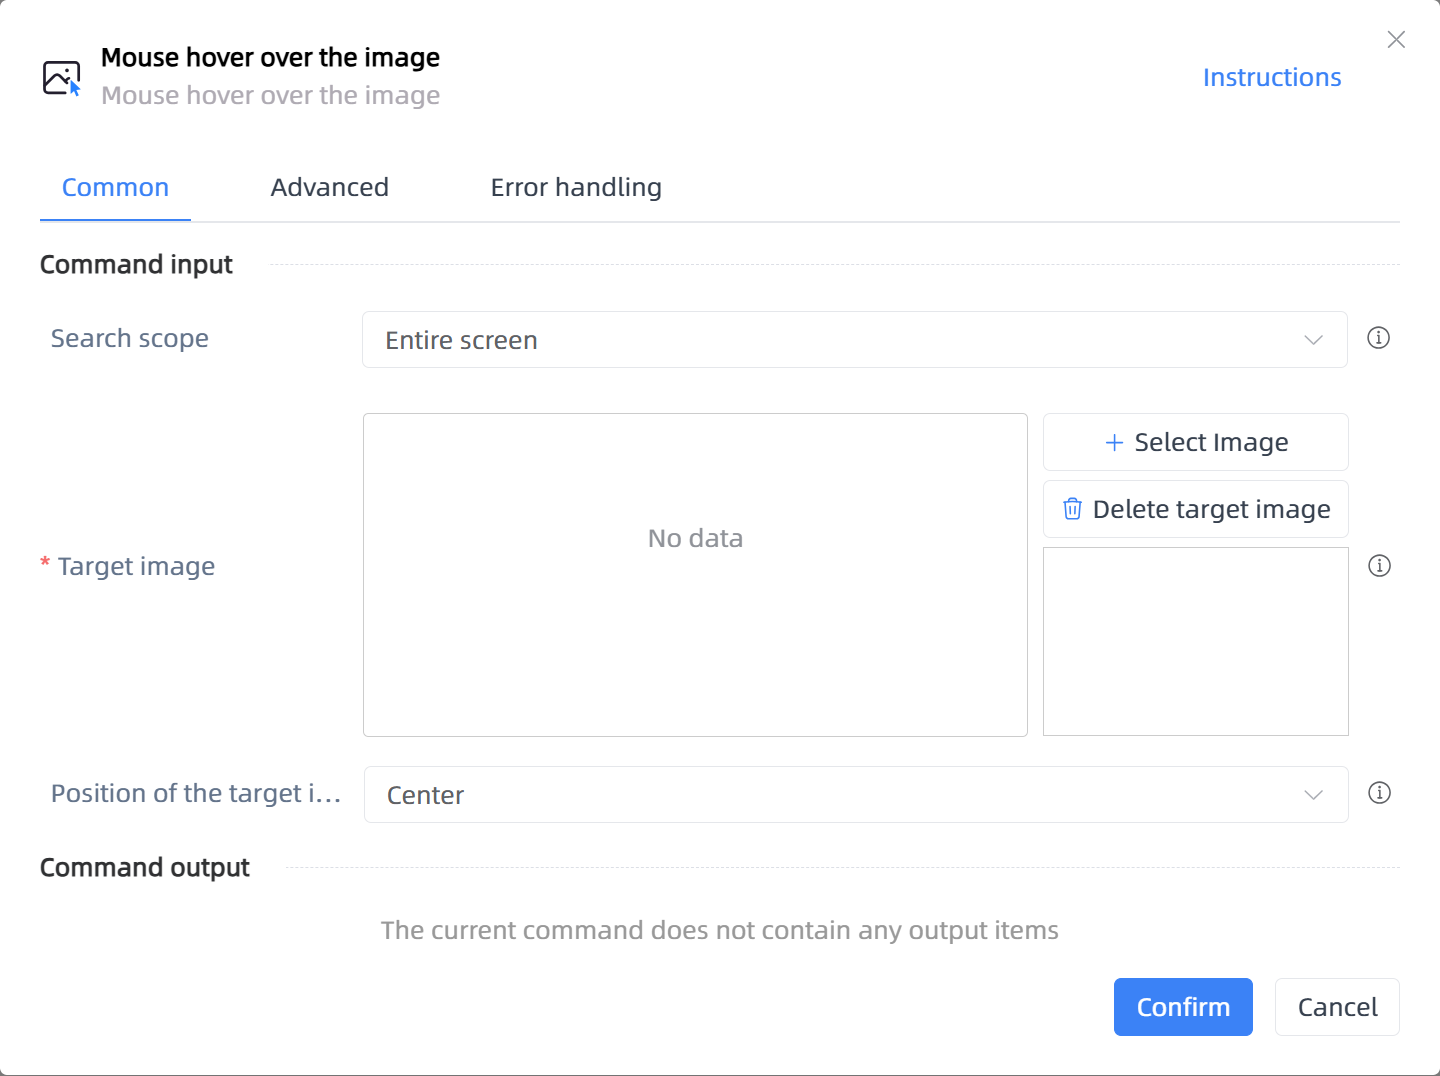 Mouse hover over the image
Mouse hover over the image
Instructions
Common Advanced Error handling
Command input
Search scope Entire screen
+ Select Image
Delete target image
No data
* Target image
Position of the target i... Center
Command output
The current command does not contain any output items
Confirm Cancel